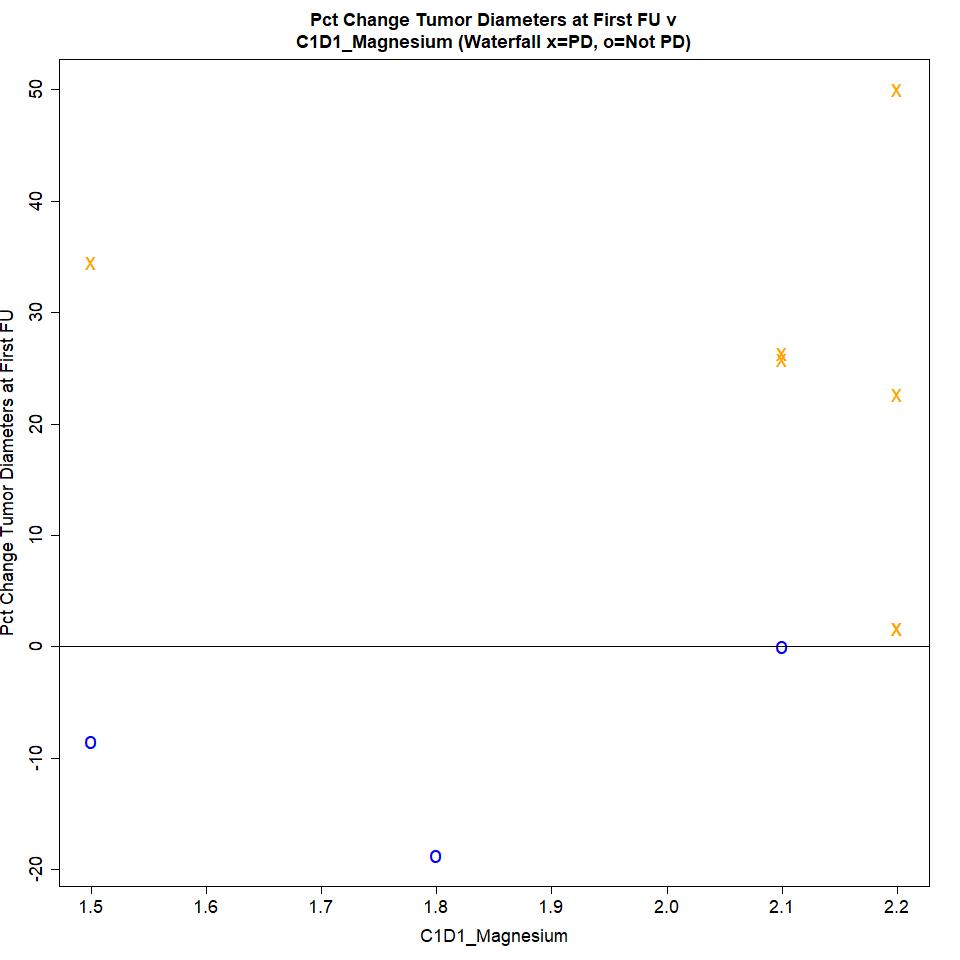 Pct Change Tumor Diameters at First FU v
C1D1_Magnesium (Waterfall x=PD, o=Not PD)
Pct Change Tumor Diameters at First FU
50
40
30
20
10
0
-10
-20
X
X
X
X
X
X
O
O
O
1.5
1.6
1.7
1.8
1.9
2.0
2.1
2.2
C1D1_Magnesium